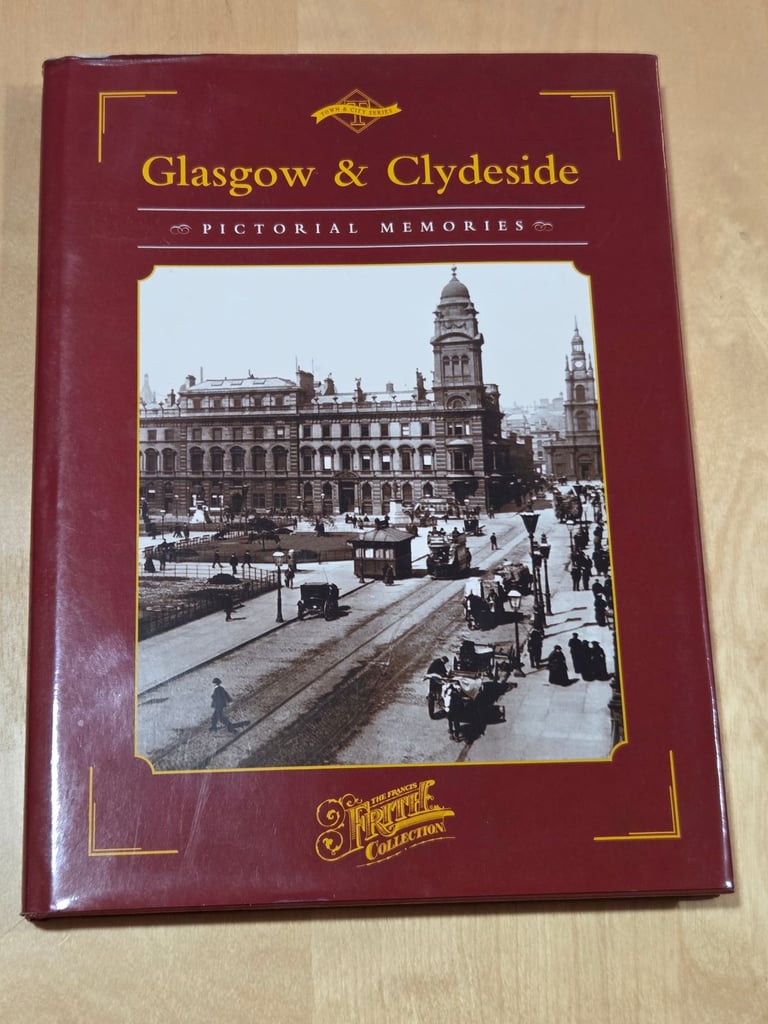 TOWN & CITY SERIES
T
Glasgow & Clydeside
PICTORIAL MEMORIES
THE FRANCIS
FRITH
COLLECTION